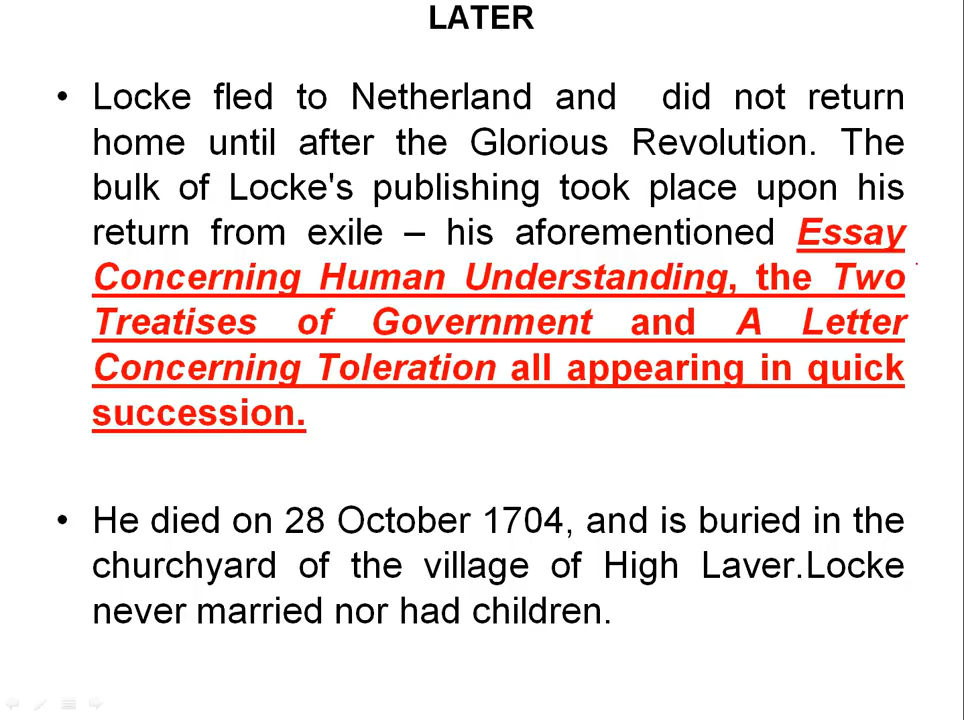 LATER
• Locke fled to Netherland and did not return
home until after the Glorious Revolution. The
bulk of Locke's publishing took place upon his
return from exile – his aforementioned Essay
Concerning Human Understanding, the Two
Treatises of Government and A Letter
Concerning Toleration all appearing in quick
succession.
• He died on 28 October 1704, and is buried in the
churchyard of the village of High Laver.Locke
never married nor had children.